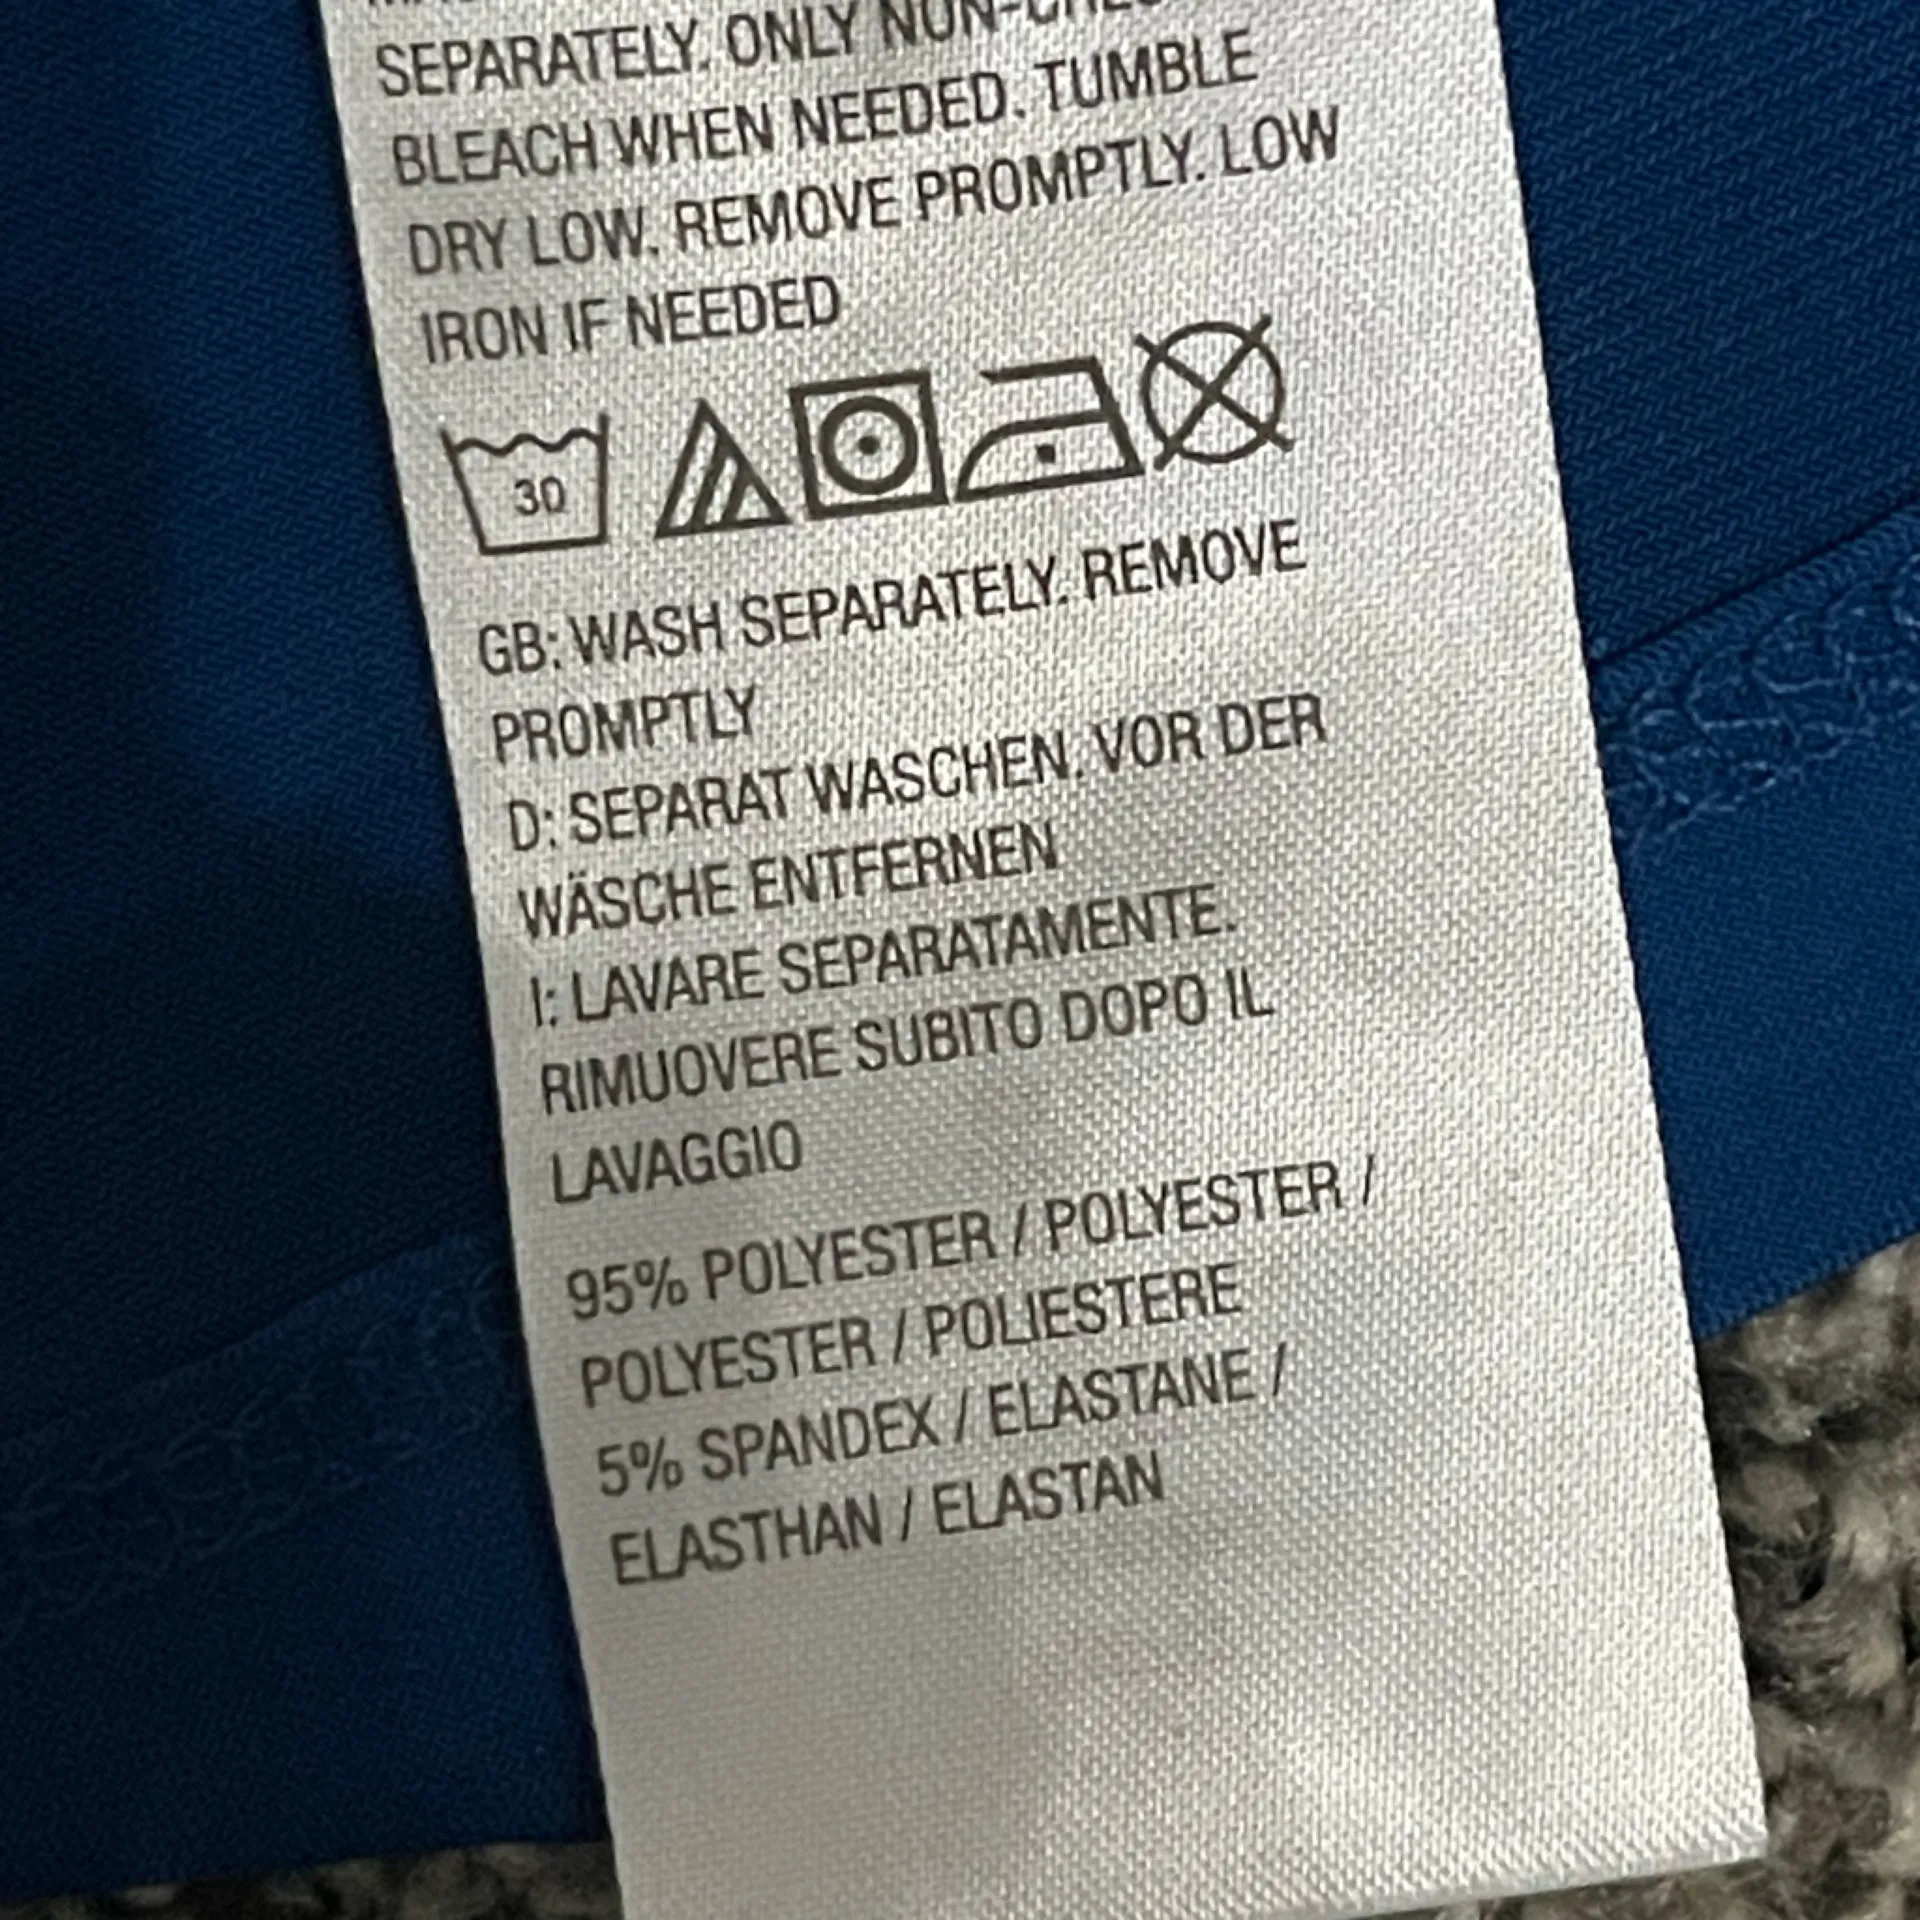 SEPARATELY. ONLY
BLEACH WHEN NEEDED. TUMBLE
DRY LOW. REMOVE PROMPTLY. LOW
IRON IF NEEDED
30
GB: WASH SEPARATELY. REMOVE
PROMPTLY
D: SEPARAT WASCHEN. VOR DER
WÄSCHE ENTFERNEN
I: LAVARE SEPARATAMENTE.
RIMUOVERE SUBITO DOPO IL
LAVAGGIO
95% POLYESTER / POLYESTER /
POLYESTER / POLIESTERE
5% SPANDEX / ELASTANE /
ELASTHAN / ELASTAN